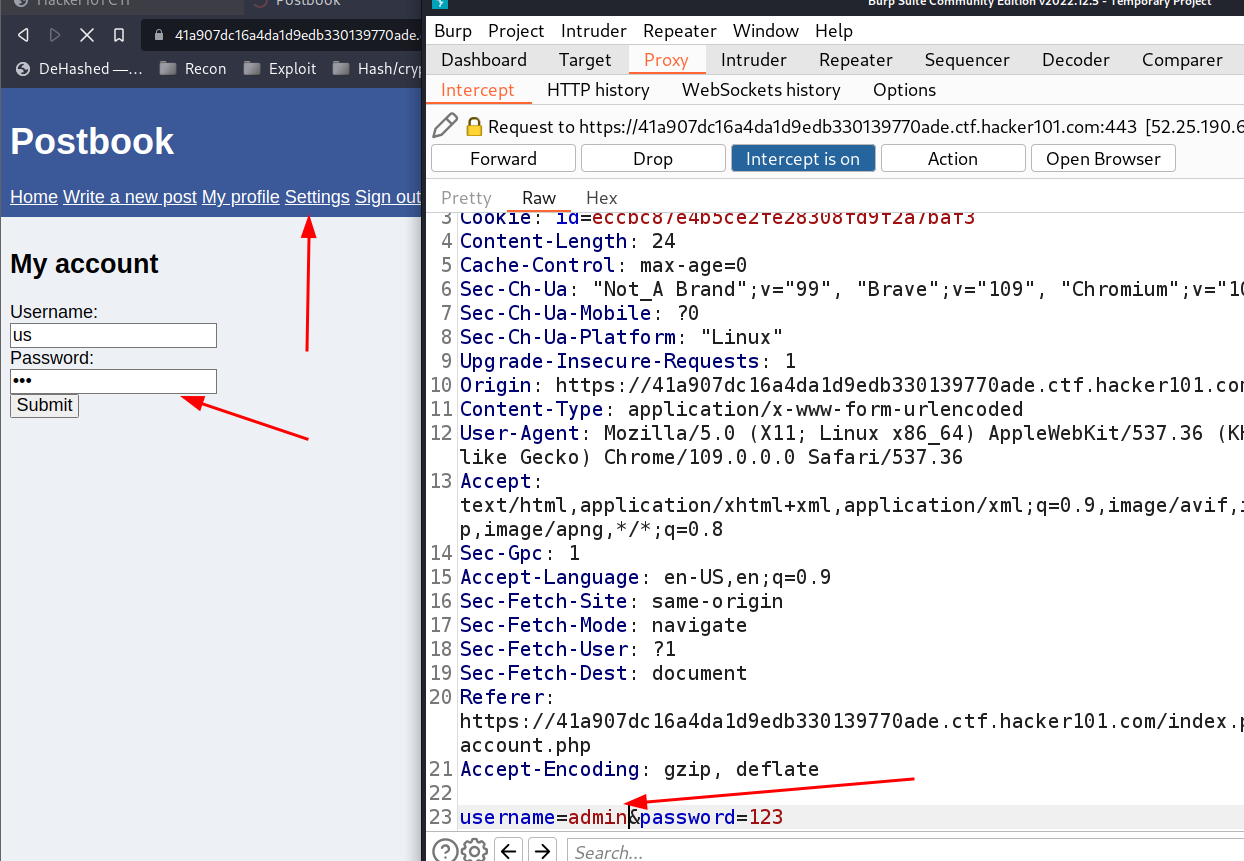 Hacker101 CTF
Postbook
41a907dc16a4da1d9edb330139770ade.
DeHashed —...
Recon
Exploit
Hash/cry
Postbook
Home Write a new post My profile Settings Sign out
My account
Username:
us
Password:
•••
Submit
Burp Suite Community Edition v2022.12.5 - Temporary Project
Burp Project Intruder Repeater Window Help
Dashboard Target Proxy Intruder Repeater Sequencer Decoder Comparer
Intercept HTTP history WebSockets history Options
Request to https://41a907dc16a4da1d9edb330139770ade.ctf.hacker101.com:443 [52.25.190.6
Forward Drop Intercept is on Action Open Browser
Pretty Raw Hex
3 Cookie: id=eccbc87e4b5ce2fe28308fd9f2a7baf3
4 Content-Length: 24
5 Cache-Control: max-age=0
6 Sec-Ch-Ua: "Not_A Brand";v="99", "Brave";v="109", "Chromium";v="10
7 Sec-Ch-Ua-Mobile: ?0
8 Sec-Ch-Ua-Platform: "Linux"
9 Upgrade-Insecure-Requests: 1
10 Origin: https://41a907dc16a4da1d9edb330139770ade.ctf.hacker101.co
11 Content-Type: application/x-www-form-urlencoded
12 User-Agent: Mozilla/5.0 (X11; Linux x86_64) AppleWebKit/537.36 (KH
like Gecko) Chrome/109.0.0.0 Safari/537.36
13 Accept:
text/html,application/xhtml+xml,application/xml;q=0.9,image/avif,i
p,image/apng,*/*;q=0.8
14 Sec-Gpc: 1
15 Accept-Language: en-US,en;q=0.9
16 Sec-Fetch-Site: same-origin
17 Sec-Fetch-Mode: navigate
18 Sec-Fetch-User: ?1
19 Sec-Fetch-Dest: document
20 Referer:
https://41a907dc16a4da1d9edb330139770ade.ctf.hacker101.com/index.p
account.php
21 Accept-Encoding: gzip, deflate
22
23 username=admin&password=123
Search...